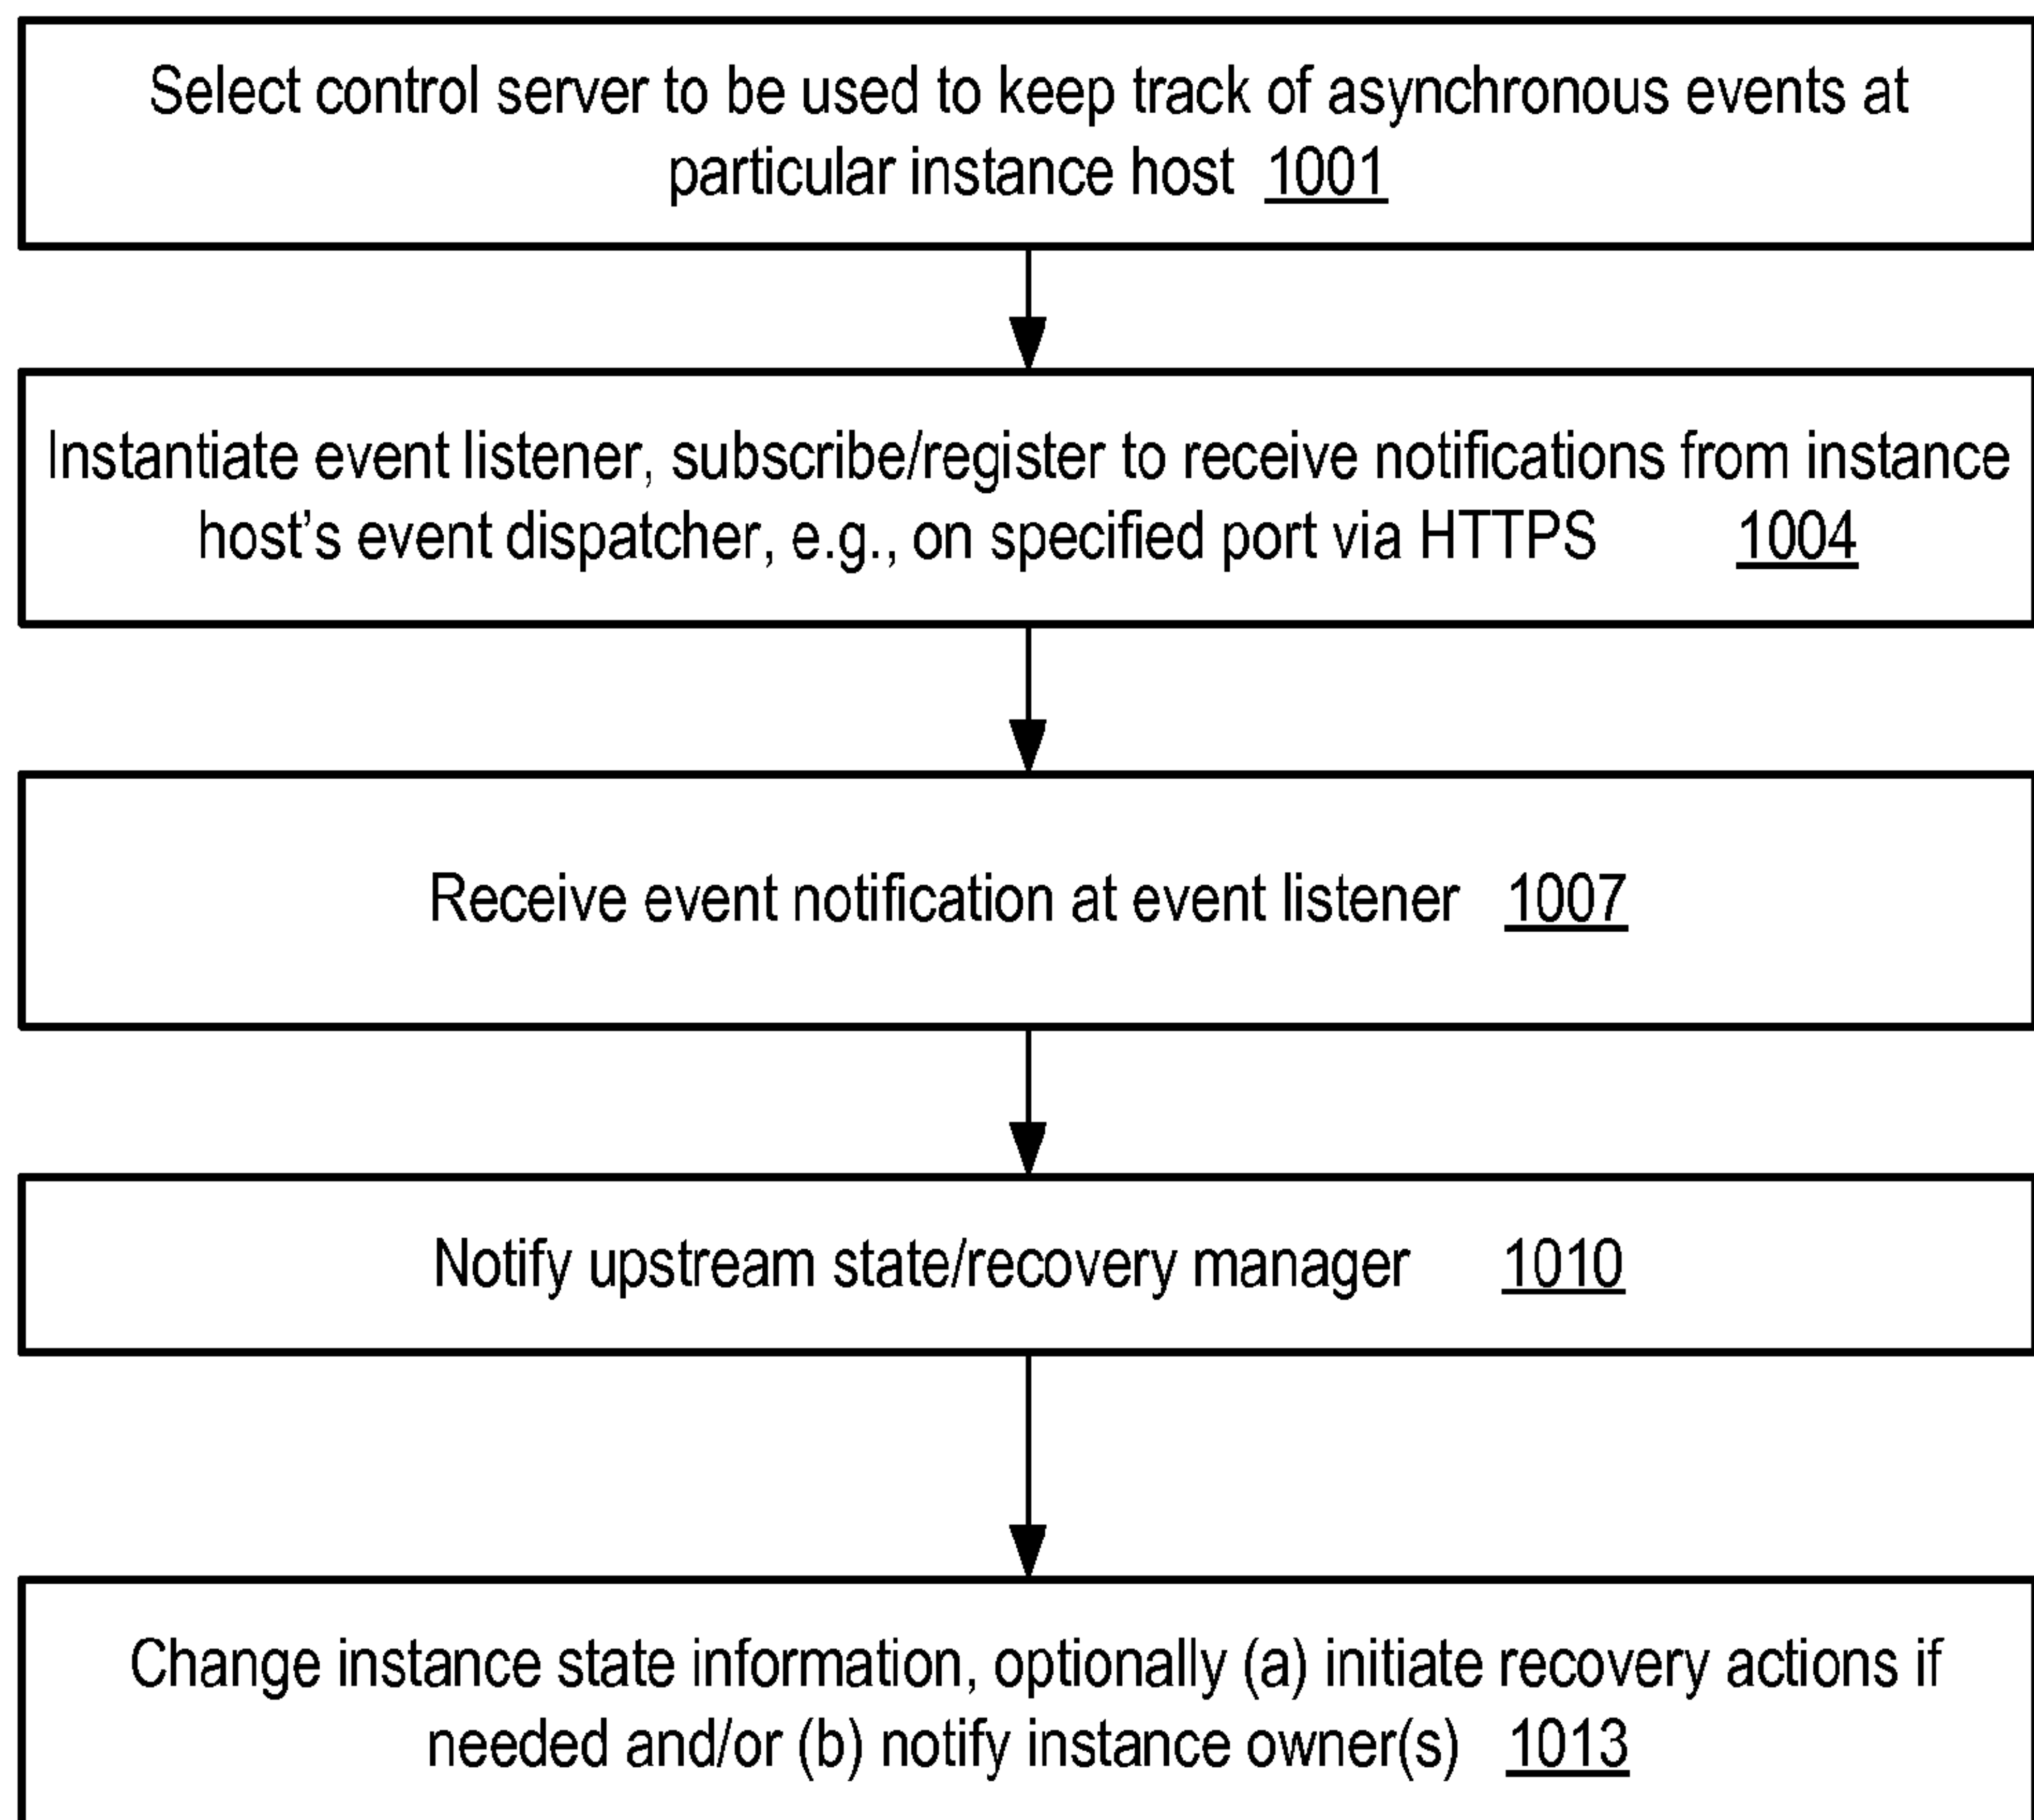 Select control server to be used to keep track of asynchronous events at
particular instance host 1001
Instantiate event listener, subscribe/register to receive notifications from instance
host's event dispatcher, e.g., on specified port via HTTPS 1004
Receive event notification at event listener 1007
Notify upstream state/recovery manager 1010
Change instance state information, optionally (a) initiate recovery actions if
needed and/or (b) notify instance owner(s) 1013